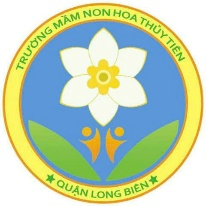 TRƯỜNG MẦM NON HOA THỦY TIÊN
QUẬN LONG BIÊN